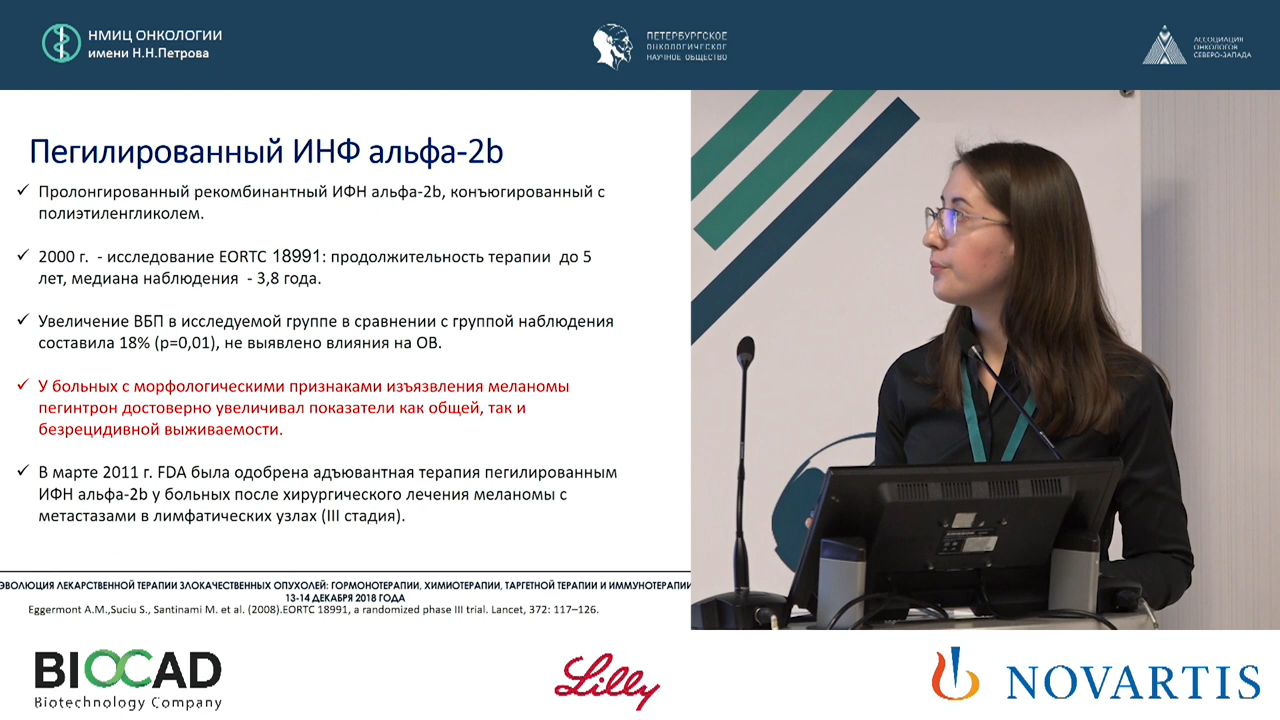 НМИЦ ОНКОЛОГИИ
имени Н.Н.Петрова
ПЕТЕРБУРГСКОЕ
ОНКОЛОГИЧЕСКОЕ
НАУЧНОЕ ОБЩЕСТВО
АССОЦИАЦИЯ
ОНКОЛОГОВ
СЕВЕРО-ЗАПАДА
Пегилированный ИНФ альфа-2b
✓ Пролонгированный рекомбинантный ИФН альфа-2b, конъюгированный с
полиэтиленгликолем.
✓ 2000 г. - исследование EORTC 18991: продолжительность терапии до 5
лет, медиана наблюдения - 3,8 года.
✓ Увеличение ВБП в исследуемой группе в сравнении с группой наблюдения
составила 18% (p=0,01), не выявлено влияния на ОВ.
✓ У больных с морфологическими признаками изъязвления меланомы
пегинтрон достоверно увеличивал показатели как общей, так и
безрецидивной выживаемости.
✓ В марте 2011 г. FDA была одобрена адъювантная терапия пегилированным
ИФН альфа-2b у больных после хирургического лечения меланомы с
метастазами в лимфатических узлах (III стадия).
ЭВОЛЮЦИЯ ЛЕКАРСТВЕННОЙ ТЕРАПИИ ЗЛОКАЧЕСТВЕННЫХ ОПУХОЛЕЙ: ГОРМОНОТЕРАПИИ, ХИМИОТЕРАПИИ, ТАРГЕТНОЙ ТЕРАПИИ И ИММУНОТЕРАПИИ
13-14 ДЕКАБРЯ 2018 ГОДА
Eggermont A.M.,Suciu S., Santinami M. et al. (2008).EORTC 18991, a randomized phase III trial. Lancet, 372: 117–126.
BIOCAD
Biotechnology Company
Lilly
NOVARTIS